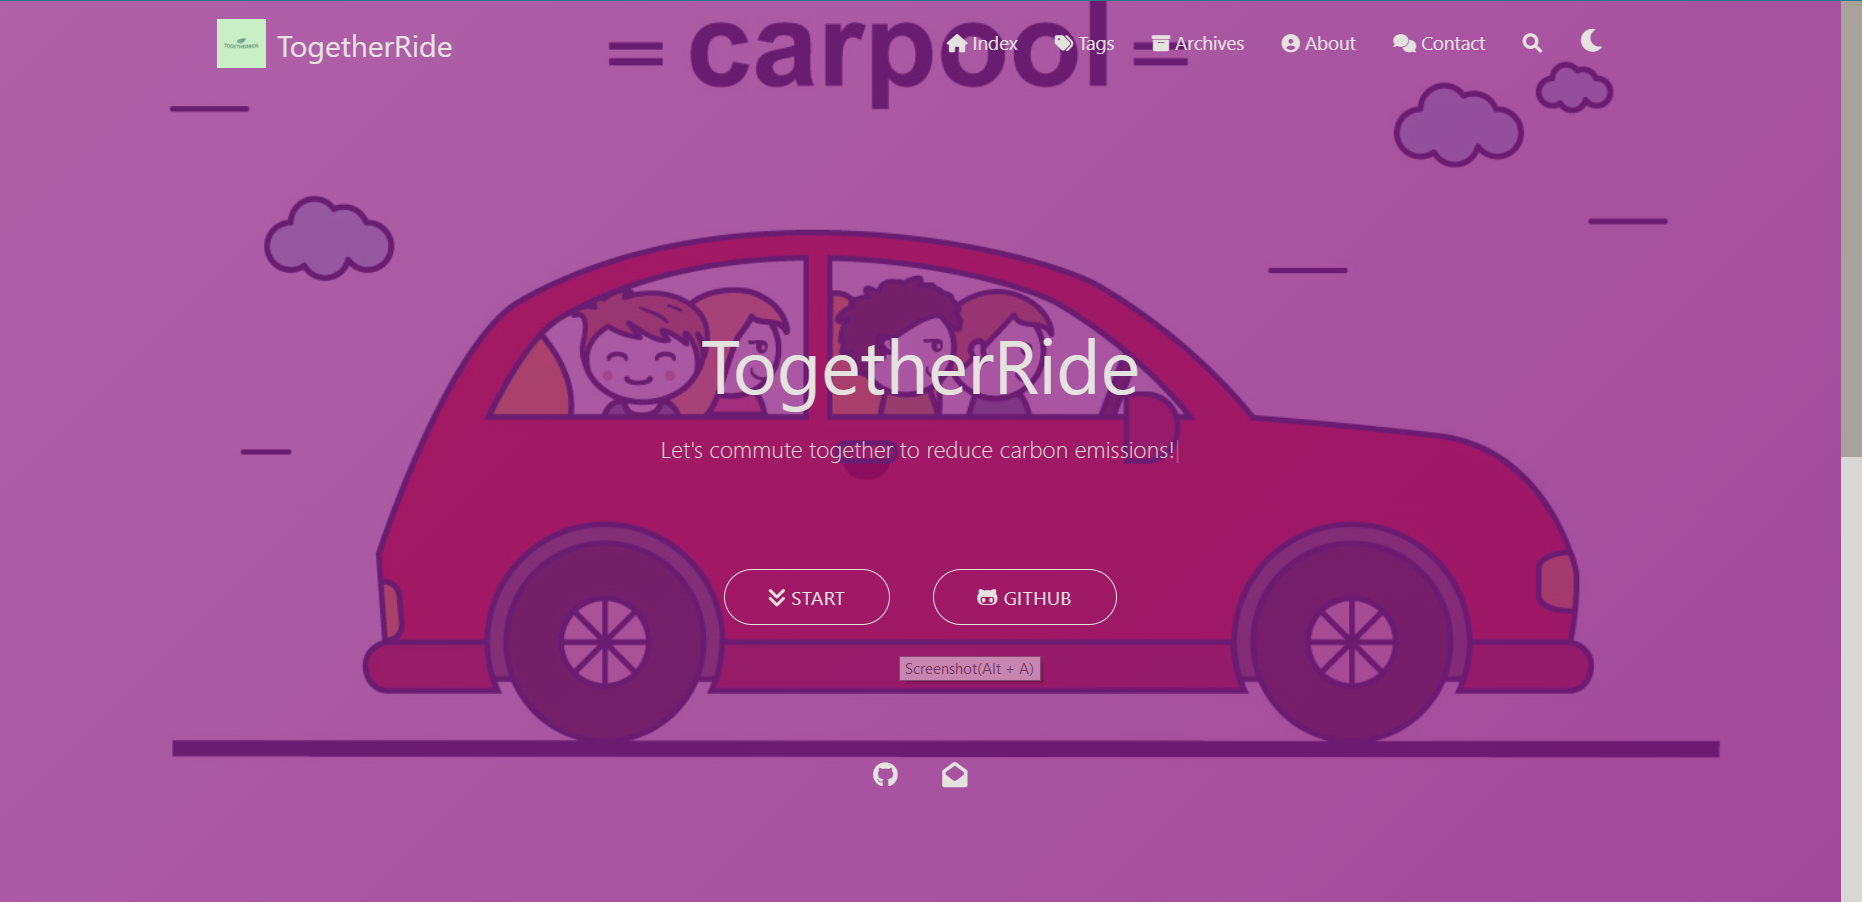 = carpool =
TOGETHERRIDE
TogetherRide
Index
Tags
Archives
About
Contact
TogetherRide
Let's commute together to reduce carbon emissions!
START
GITHUB
Screenshot(Alt + A)